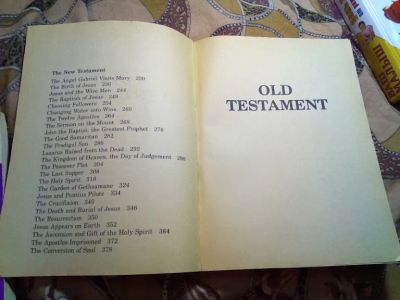 The New Testament
The Angel Gabriel Visits Mary 230
The Birth of Jesus 236
Jesus and the Wise Men 244
The Baptism of Jesus 249
Choosing Followers 254
Changing Water into Wine 260
The Twelve Apostles 264
The Sermon on the Mount 268
John the Baptist, the Greatest Prophet 276
The Good Samaritan 282
The Prodigal Son 286
Lazarus Raised from the Dead 292
The Kingdom of Heaven, the Day of Judgement 298
The Passover Plot 304
The Last Supper 308
The Holy Spirit 318
The Garden of Gethsemane 324
Jesus and Pontius Pilate 334
The Crucifixion 340
The Death and Burial of Jesus 346
The Resurrection 350
Jesus Appears on Earth 352
The Ascension and Gift of the Holy Spirit 364
The Apostles Imprisoned 372
The Conversion of Saul 378
OLD
TESTAMENT